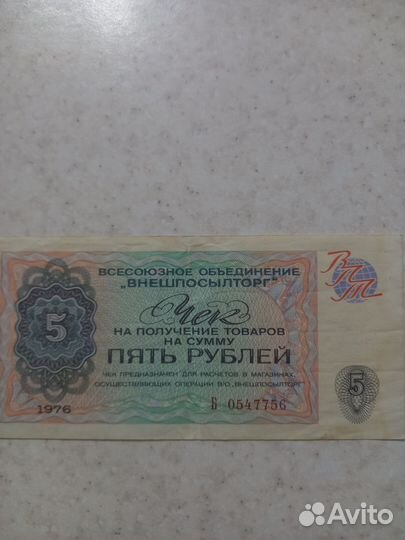 ВСЕСОЮЗНОЕ ОБЪЕДИНЕНИЕ
„ВНЕШПОСЫЛТОРГ"
ВПТ
Чек
НА ПОЛУЧЕНИЕ ТОВАРОВ
НА СУММУ
5
ПЯТЬ РУБЛЕЙ
ЧЕК ПРЕДНАЗНАЧЕН ДЛЯ РАСЧЕТОВ В МАГАЗИНАХ,
ОСУЩЕСТВЛЯЮЩИХ ОПЕРАЦИИ В/О „ВНЕШПОСЫЛТОРГ"
5
1976
Б 0547756
Avito